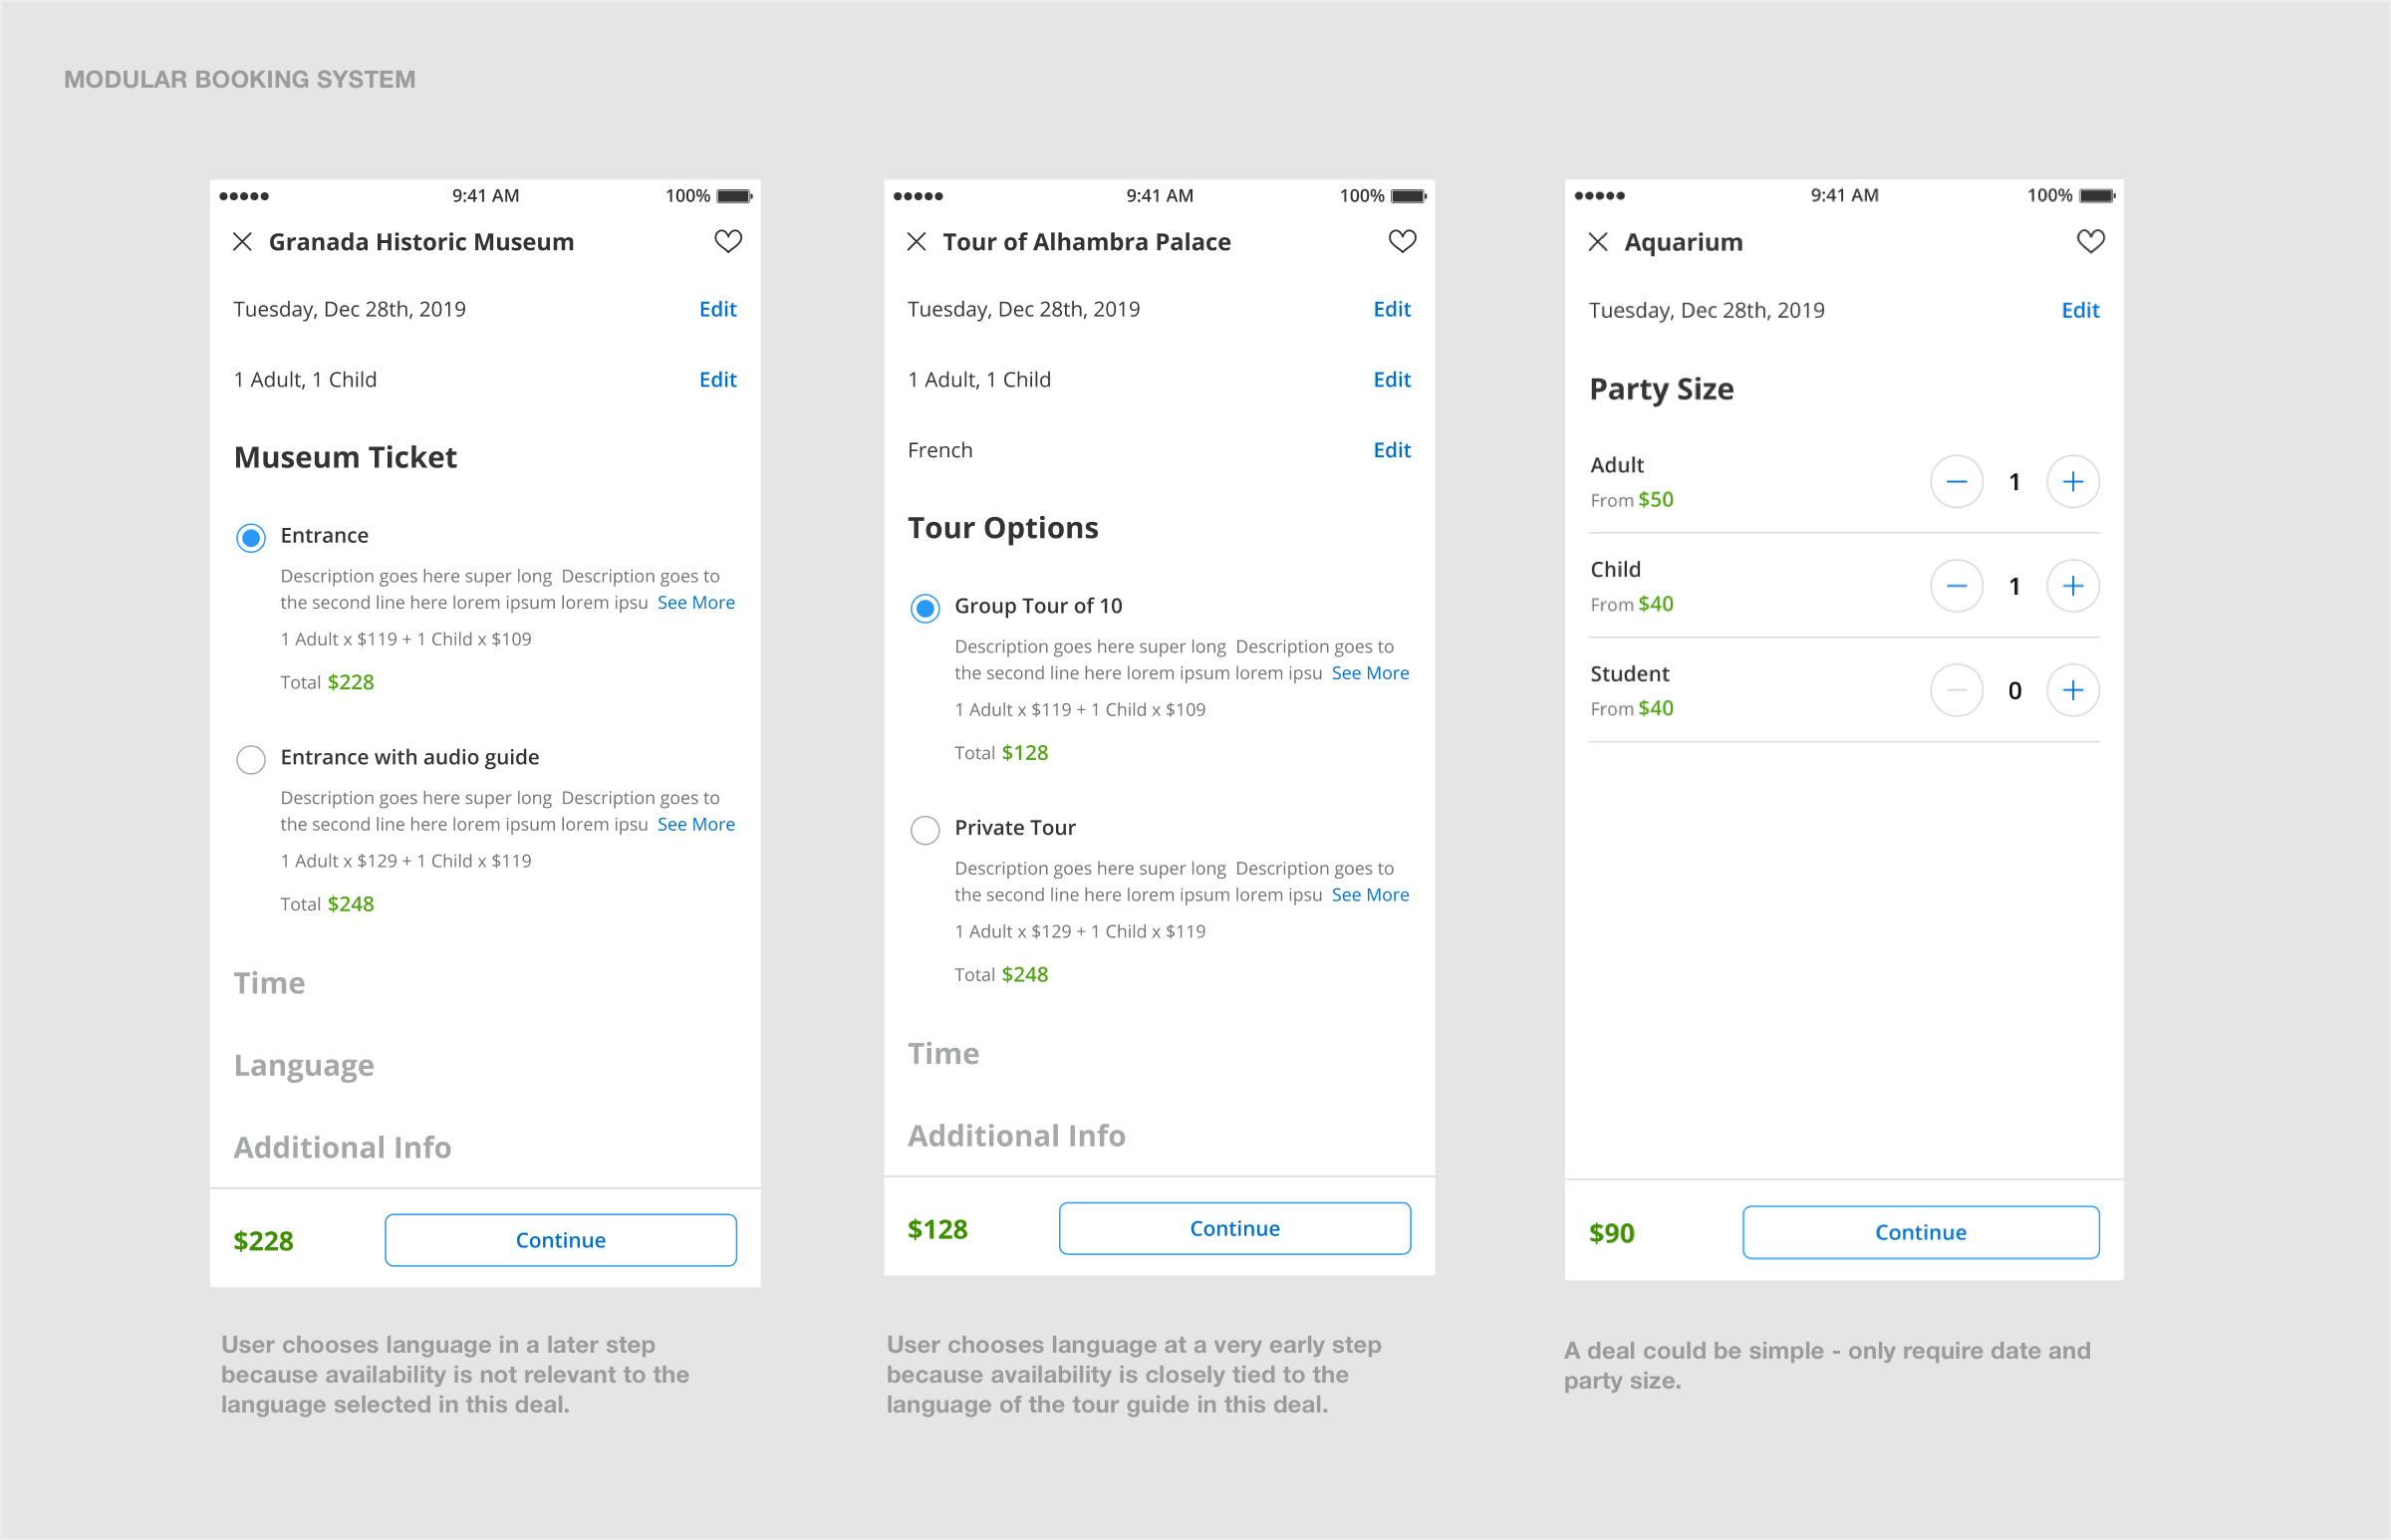 MODULAR BOOKING SYSTEM
9:41 AM 100%
Granada Historic Museum
Tuesday, Dec 28th, 2019 Edit
1 Adult, 1 Child Edit
Museum Ticket
Entrance
Description goes here super long Description goes to
the second line here lorem ipsum lorem ipsu See More
1 Adult x $119 + 1 Child x $109
Total $228
Entrance with audio guide
Description goes here super long Description goes to
the second line here lorem ipsum lorem ipsu See More
1 Adult x $129 + 1 Child x $119
Total $248
Time
Language
Additional Info
$228 Continue
User chooses language in a later step
because availability is not relevant to the
language selected in this deal.
9:41 AM 100%
Tour of Alhambra Palace
Tuesday, Dec 28th, 2019 Edit
1 Adult, 1 Child Edit
French Edit
Tour Options
Group Tour of 10
Description goes here super long Description goes to
the second line here lorem ipsum lorem ipsu See More
1 Adult x $119 + 1 Child x $109
Total $128
Private Tour
Description goes here super long Description goes to
the second line here lorem ipsum lorem ipsu See More
1 Adult x $129 + 1 Child x $119
Total $248
Time
Additional Info
$128 Continue
User chooses language at a very early step
because availability is closely tied to the
language of the tour guide in this deal.
9:41 AM 100%
Aquarium
Tuesday, Dec 28th, 2019 Edit
Party Size
Adult
From $50
1
Child
From $40
1
Student
From $40
0
$90 Continue
A deal could be simple - only require date and
party size.